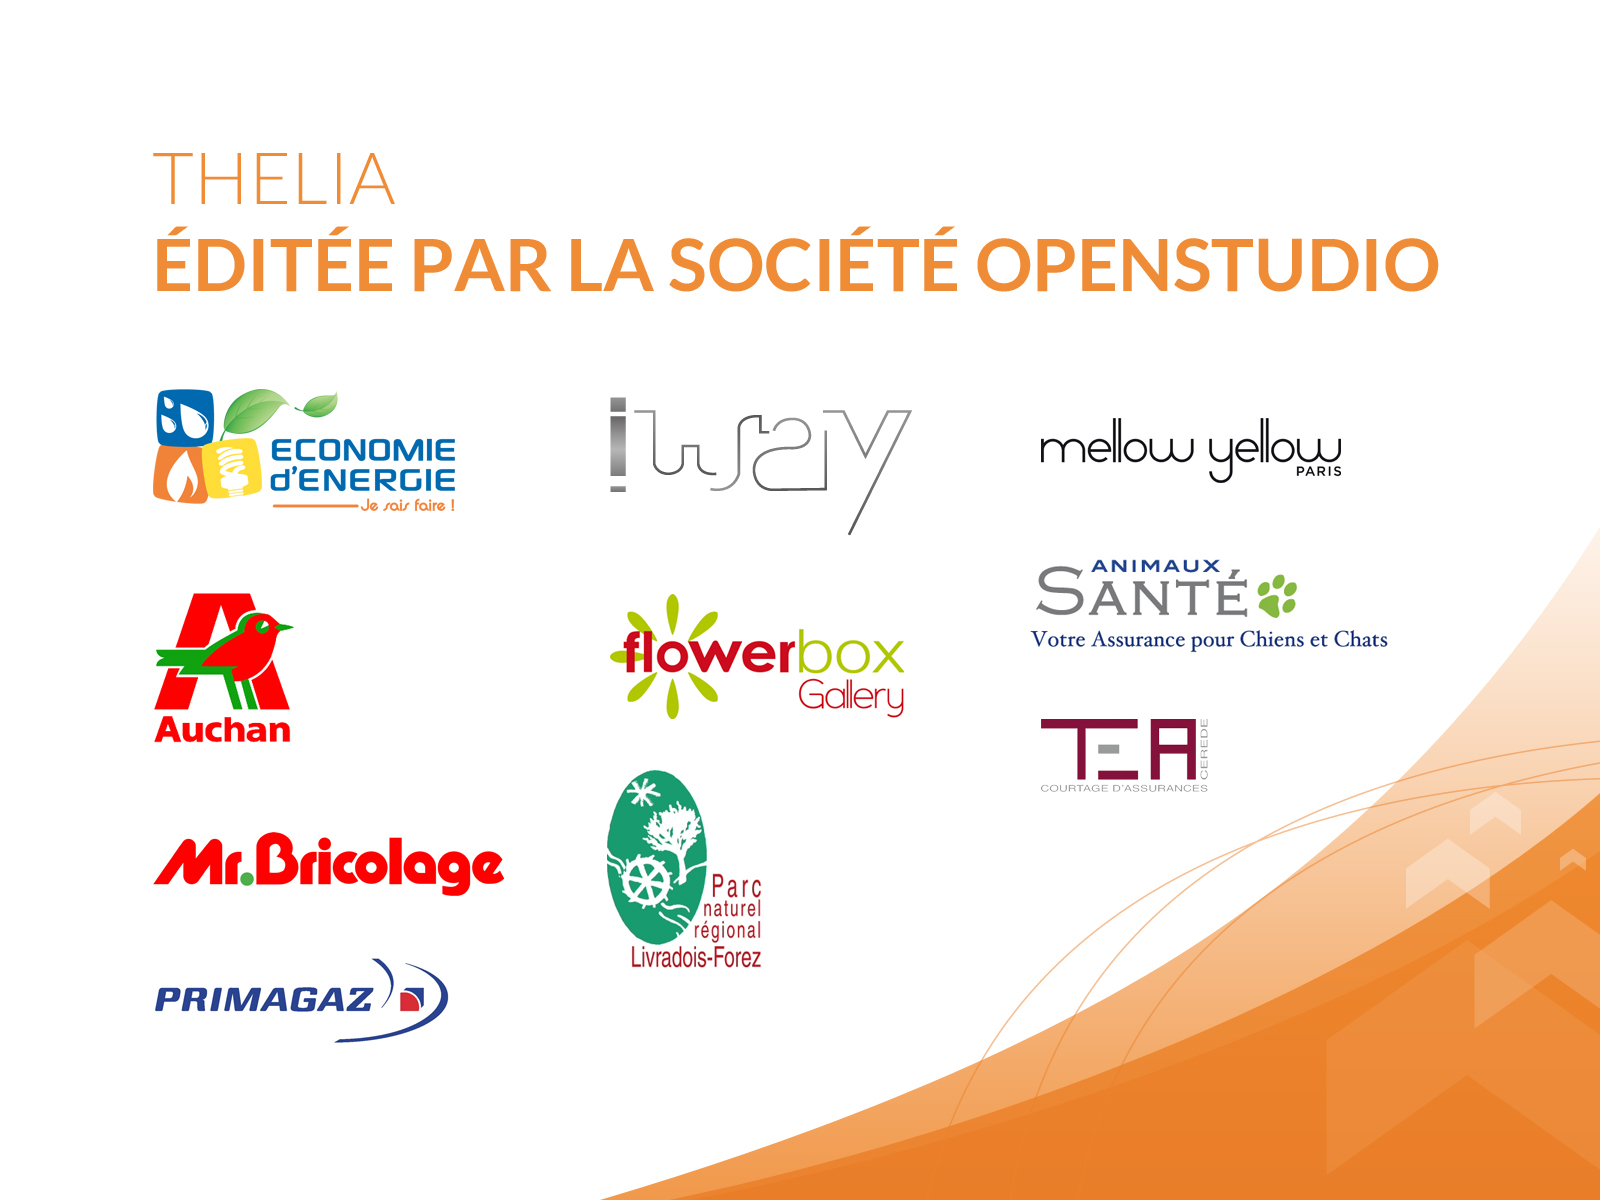 THELIA
ÉDITÉE PAR LA SOCIÉTÉ OPENSTUDIO
ECONOMIE
d'ENERGIE
Je sais faire !
iway
mellow yellow
PARIS
Auchan
flowerbox
Gallery
ANIMAUX
SANTÉ
Votre Assurance pour Chiens et Chats
TEA
CEREDE
COURTAGE D'ASSURANCES
Mr.Bricolage
Parc
naturel
régional
Livradois-Forez
PRIMAGAZ